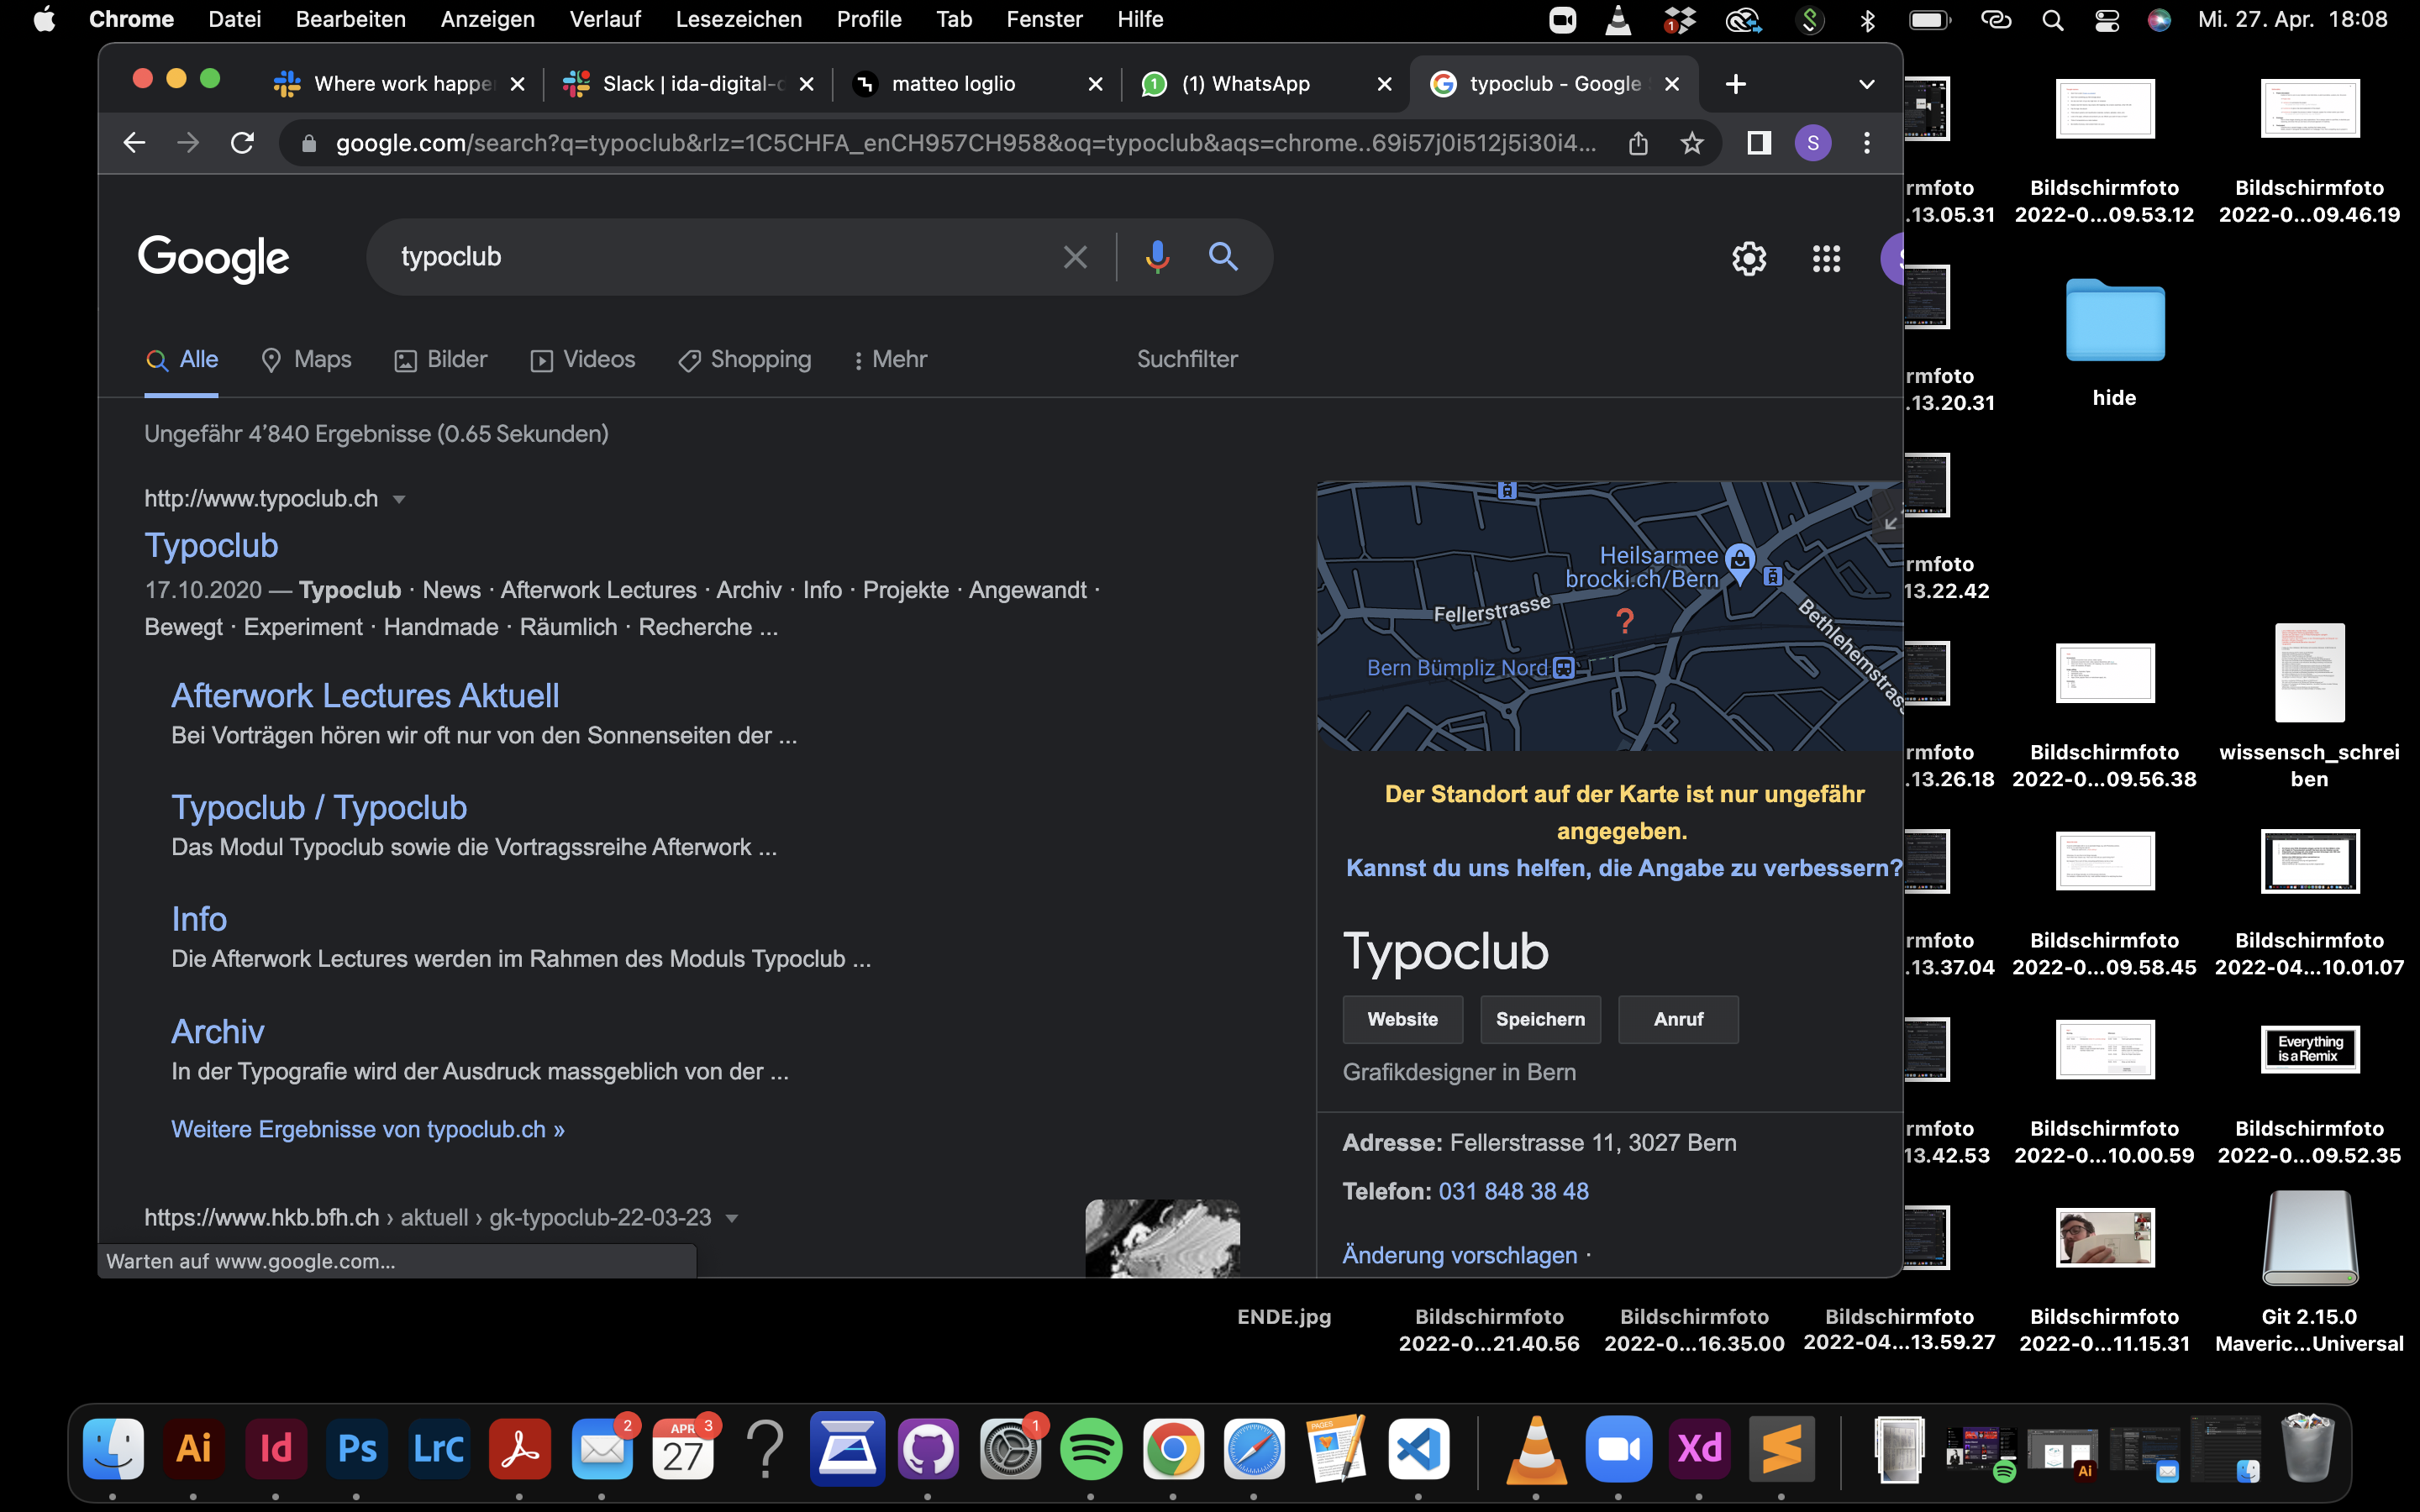 Chrome Datei Bearbeiten Anzeigen Verlauf Lesezeichen Profile Tab Fenster Hilfe
1
Mi. 27. Apr. 18:08
Where work happe
Slack | ida-digital-
matteo loglio
1 (1) WhatsApp
typoclub - Google
google.com/search?q=typoclub&rlz=1C5CHFA_enCH957CH958&oq=typoclub&aqs=chrome..69i57j0i512j5i30i4...
S
Google
typoclub
Alle Maps Bilder Videos Shopping Mehr Suchfilter
Ungefähr 4’840 Ergebnisse (0.65 Sekunden)
http://www.typoclub.ch
Typoclub
17.10.2020 — Typoclub · News · Afterwork Lectures · Archiv · Info · Projekte · Angewandt ·
Bewegt · Experiment · Handmade · Räumlich · Recherche ...
Afterwork Lectures Aktuell
Bei Vorträgen hören wir oft nur von den Sonnenseiten der ...
Typoclub / Typoclub
Das Modul Typoclub sowie die Vortragssreihe Afterwork ...
Info
Die Afterwork Lectures werden im Rahmen des Moduls Typoclub ...
Archiv
In der Typografie wird der Ausdruck massgeblich von der ...
Weitere Ergebnisse von typoclub.ch »
https://www.hkb.bfh.ch › aktuell › gk-typoclub-22-03-23
Warten auf www.google.com...
Heilsarmee
brocki.ch/Bern
Fellerstrasse
?
Bern Bümpliz Nord
Bethlehemstras
Der Standort auf der Karte ist nur ungefähr
angegeben.
Kannst du uns helfen, die Angabe zu verbessern?
Typoclub
Website Speichern Anruf
Grafikdesigner in Bern
Adresse: Fellerstrasse 11, 3027 Bern
Telefon: 031 848 38 48
Änderung vorschlagen ·
rmfoto
.13.05.31
Bildschirmfoto
2022-0...09.53.12
Bildschirmfoto
2022-0...09.46.19
rmfoto
.13.20.31
hide
rmfoto
13.22.42
rmfoto
.13.26.18
Bildschirmfoto
2022-0...09.56.38
wissensch_schrei
ben
rmfoto
.13.37.04
Bildschirmfoto
2022-0...09.58.45
Bildschirmfoto
2022-04...10.01.07
Everything
is a Remix
rmfoto
13.42.53
Bildschirmfoto
2022-0...10.00.59
Bildschirmfoto
2022-0...09.52.35
ENDE.jpg
Bildschirmfoto
2022-0...21.40.56
Bildschirmfoto
2022-0...16.35.00
Bildschirmfoto
2022-04...13.59.27
Bildschirmfoto
2022-0...11.15.31
Git 2.15.0
Maveric...Universal
Ai Id Ps LrC 2 APR 27 3 ? 1 PAGES Xd Ai